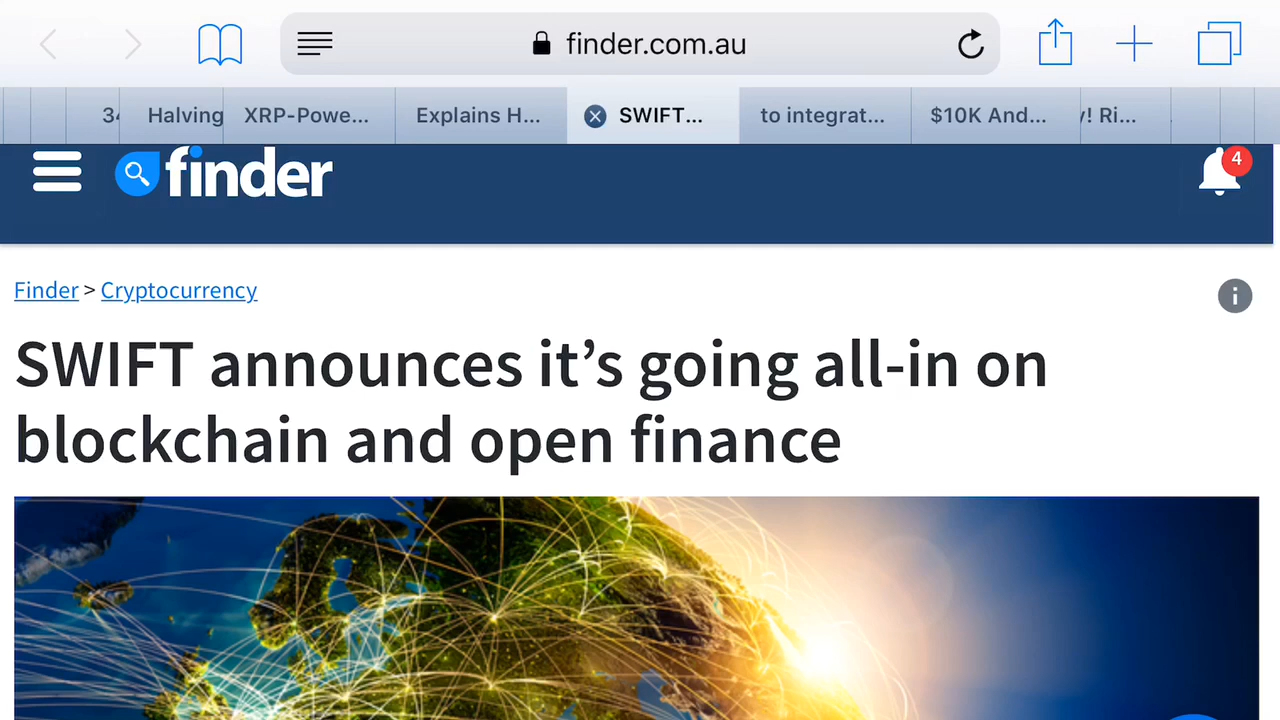 finder.com.au
Halving
XRP-Powe...
Explains H...
SWIFT...
to integrat...
$10K And...
! Ri...
finder
4
Finder > Cryptocurrency
SWIFT announces it’s going all-in on
blockchain and open finance